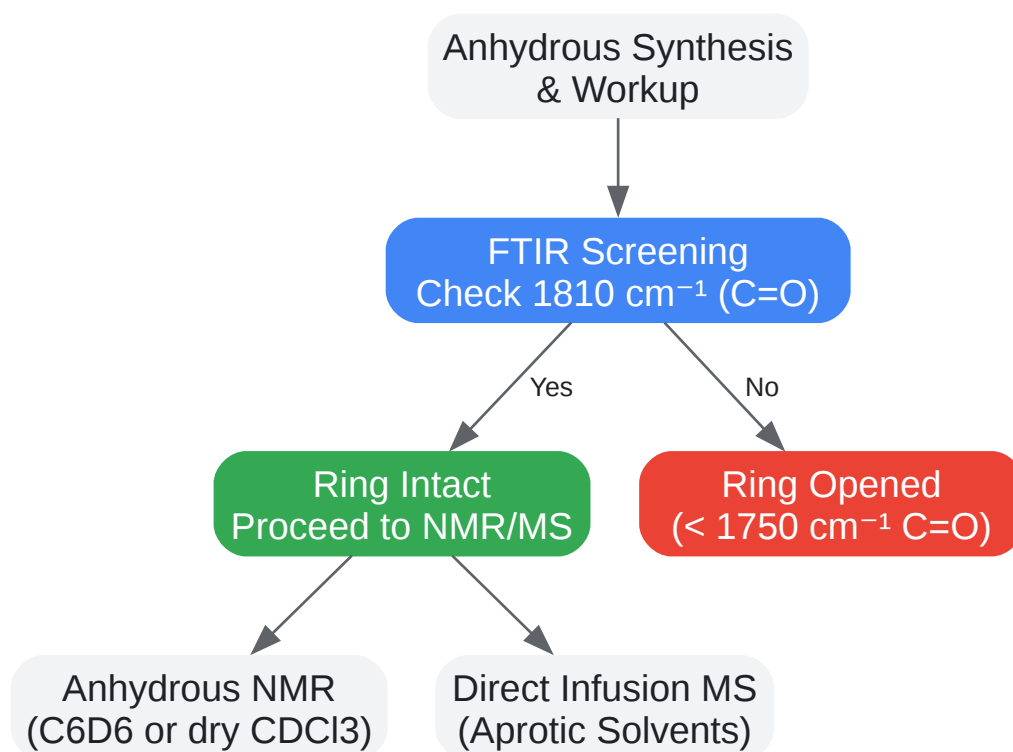 Anhydrous Synthesis
& Workup
FTIR Screening
Check 1810 cm⁻¹ (C=O)
Yes
No
Ring Intact
Proceed to NMR/MS
Ring Opened
(< 1750 cm⁻¹ C=O)
Anhydrous NMR
(C6D6 or dry CDCl3)
Direct Infusion MS
(Aprotic Solvents)